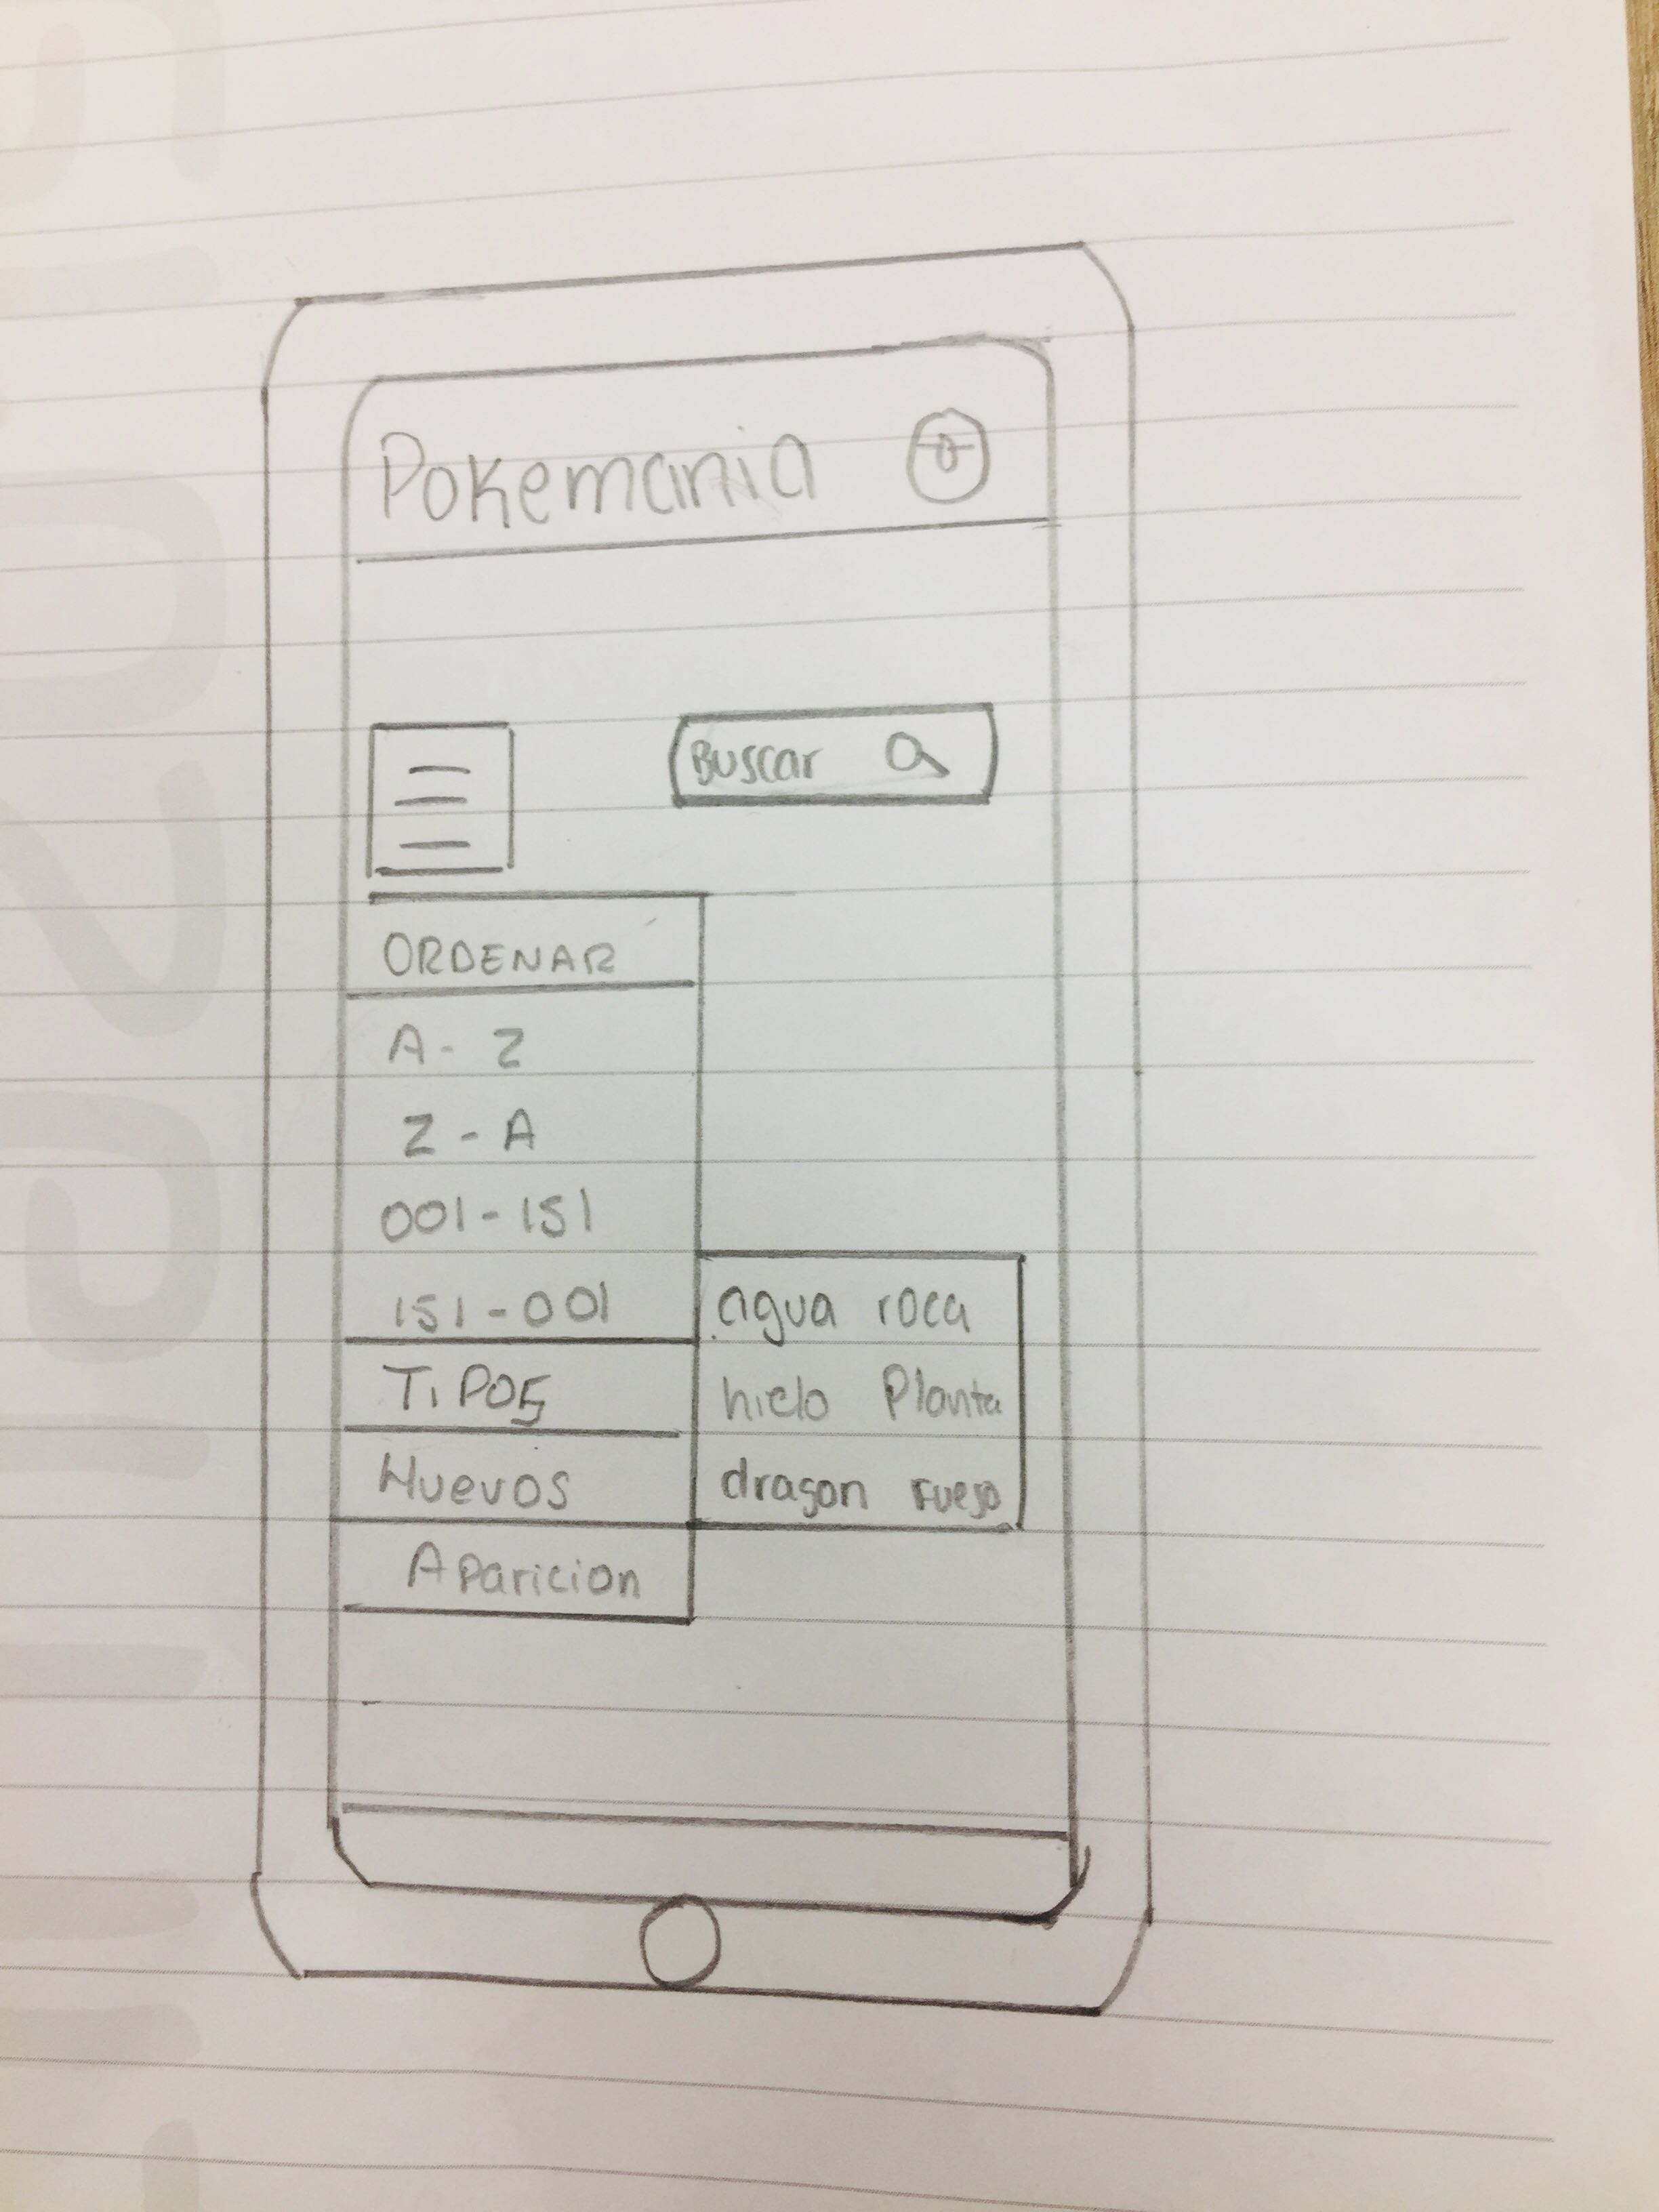 Pokemania
Buscar
ORDENAR
A - Z
Z - A
001 - 151
151 - 001
TiPOS
Huevos
Aparicion
agua roca
hielo Planta
dragon Fuego